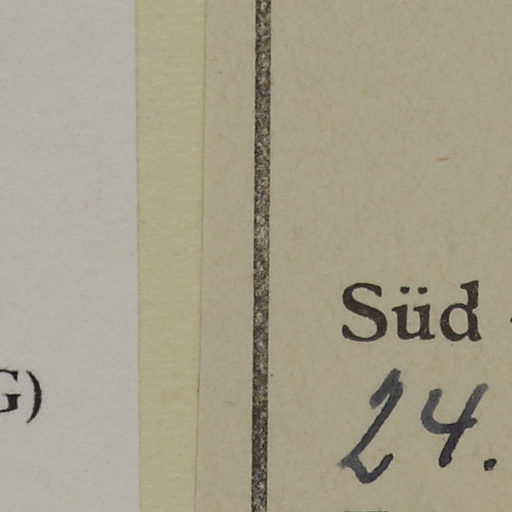 G)
Süd -
24.